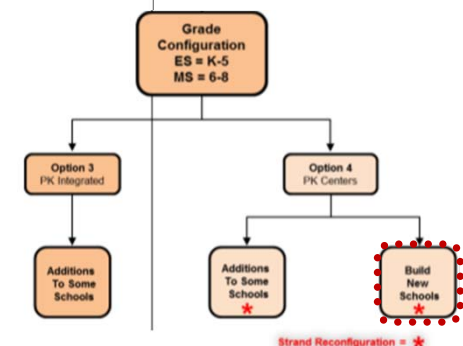 Grade
Configuration
ES = K-5
MS = 6-8
Option 3
PK Integrated
Option 4
PK Centers
Additions
To Some
Schools
Additions
To Some
Schools
*
Build
New
Schools
*
Strand Reconfiguration = *